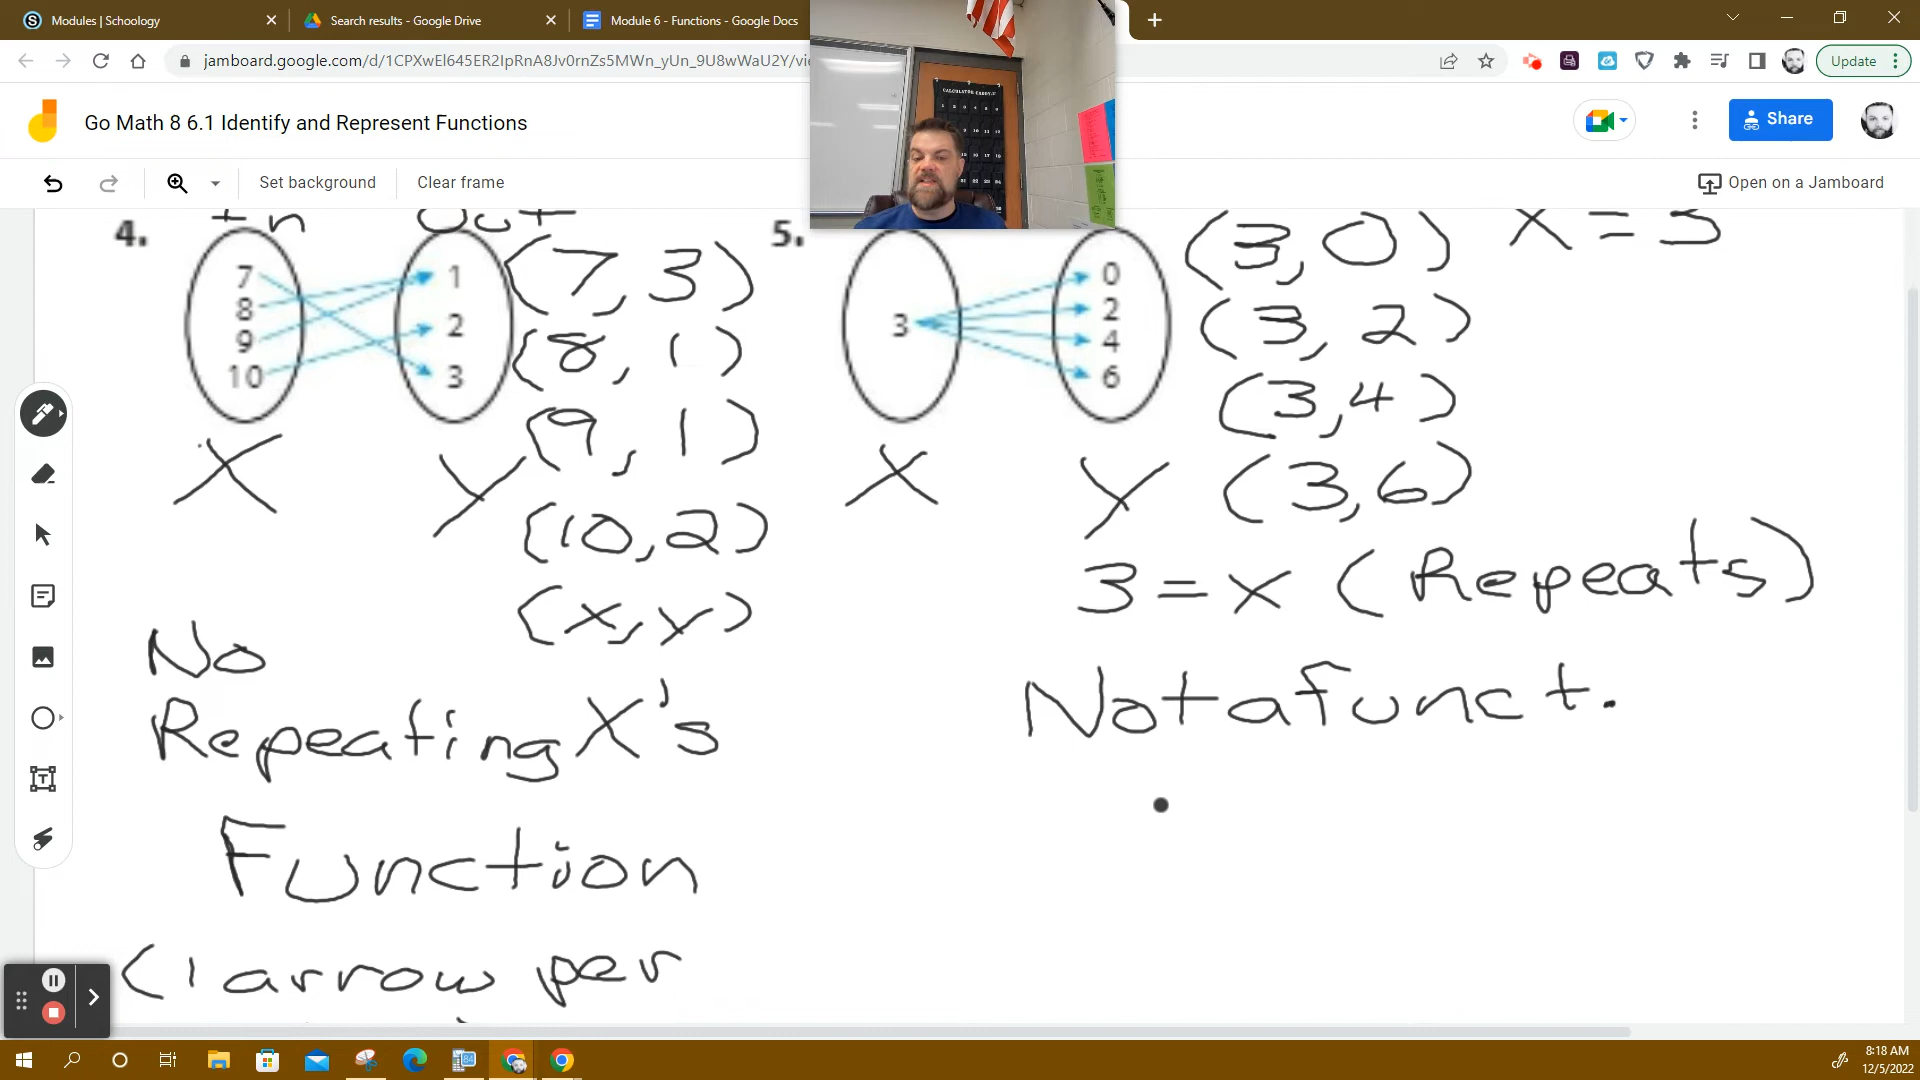 Modules | Schoology
Search results - Google Drive
Module 6 - Functions - Google Docs
jamboard.google.com/d/1CPXwEl645ER2IpRnA8Jv0rnZs5MWn_yUn_9U8wWaU2Y/vi
Update
Go Math 8 6.1 Identify and Represent Functions
Share
Set background
Clear frame
Open on a Jamboard
CALCULATOR CADDY
4.
In
Out
7
8
9
10
1
2
3
X
Y
(7, 3)
(8, 1)
(9, 1)
(10, 2)
(x, y)
No
Repeating X's
Function
(1 arrow per
5.
3
0
2
4
6
X
Y
(3, 0) X = 3
(3, 2)
(3, 4)
(3, 6)
3 = x (Repeats)
Not a funct.
8:18 AM
12/5/2022